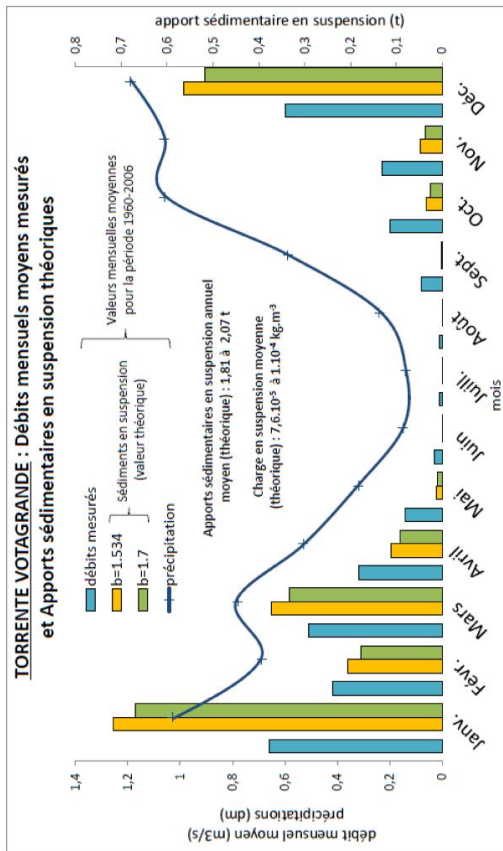 TORRENTE VOTAGRANDE : Débits mensuels moyens mesurés
et Apports sédimentaires en suspension théoriques
débits mesurés
b=1.534
b=1.7
précipitation
Sédiments en suspension
(valeur théorique)
Valeurs mensuelles moyennes
pour la période 1960-2006
Apports sédimentaires en suspension annuel
moyen (théorique) : 1,81 à 2,07 t
Charge en suspension moyenne
(théorique) : 7,6.10⁻⁵ à 1.10⁻⁴ kg.m⁻³
débit mensuel moyen (m3/s)
précipitations (dm)
1,4
1,2
1
0,8
0,6
0,4
0,2
0
apport sédimentaire en suspension (t)
0,8
0,7
0,6
0,5
0,4
0,3
0,2
0,1
0
Janv.
Févr.
Mars
Avril
Mai
Juin
Juill.
Août
Sept.
Oct.
Nov.
Déc.
mois